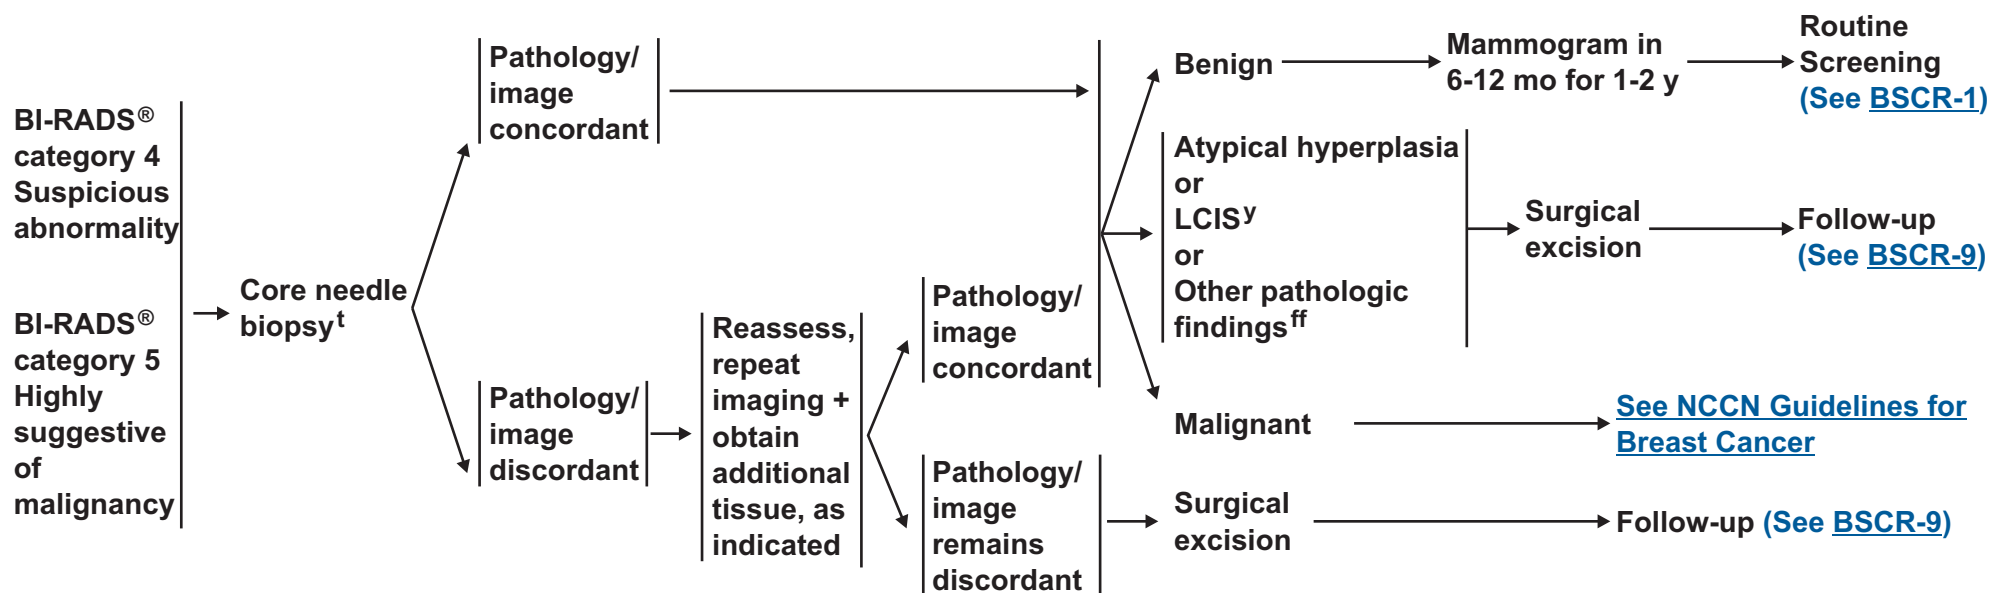 BI-RADS®
category 4
Suspicious
abnormality
BI-RADS®
category 5
Highly
suggestive
of
malignancy
Core needle
biopsy t
Pathology/
image
concordant
Pathology/
image
discordant
Reassess,
repeat
imaging +
obtain
additional
tissue, as
indicated
Pathology/
image
concordant
Pathology/
image
remains
discordant
Benign
Mammogram in
6-12 mo for 1-2 y
Routine
Screening
(See BSCR-1)
Atypical hyperplasia
or
LCIS y
or
Other pathologic
findings ff
Surgical
excision
Follow-up
(See BSCR-9)
Malignant
See NCCN Guidelines for
Breast Cancer
Surgical
excision
Follow-up (See BSCR-9)